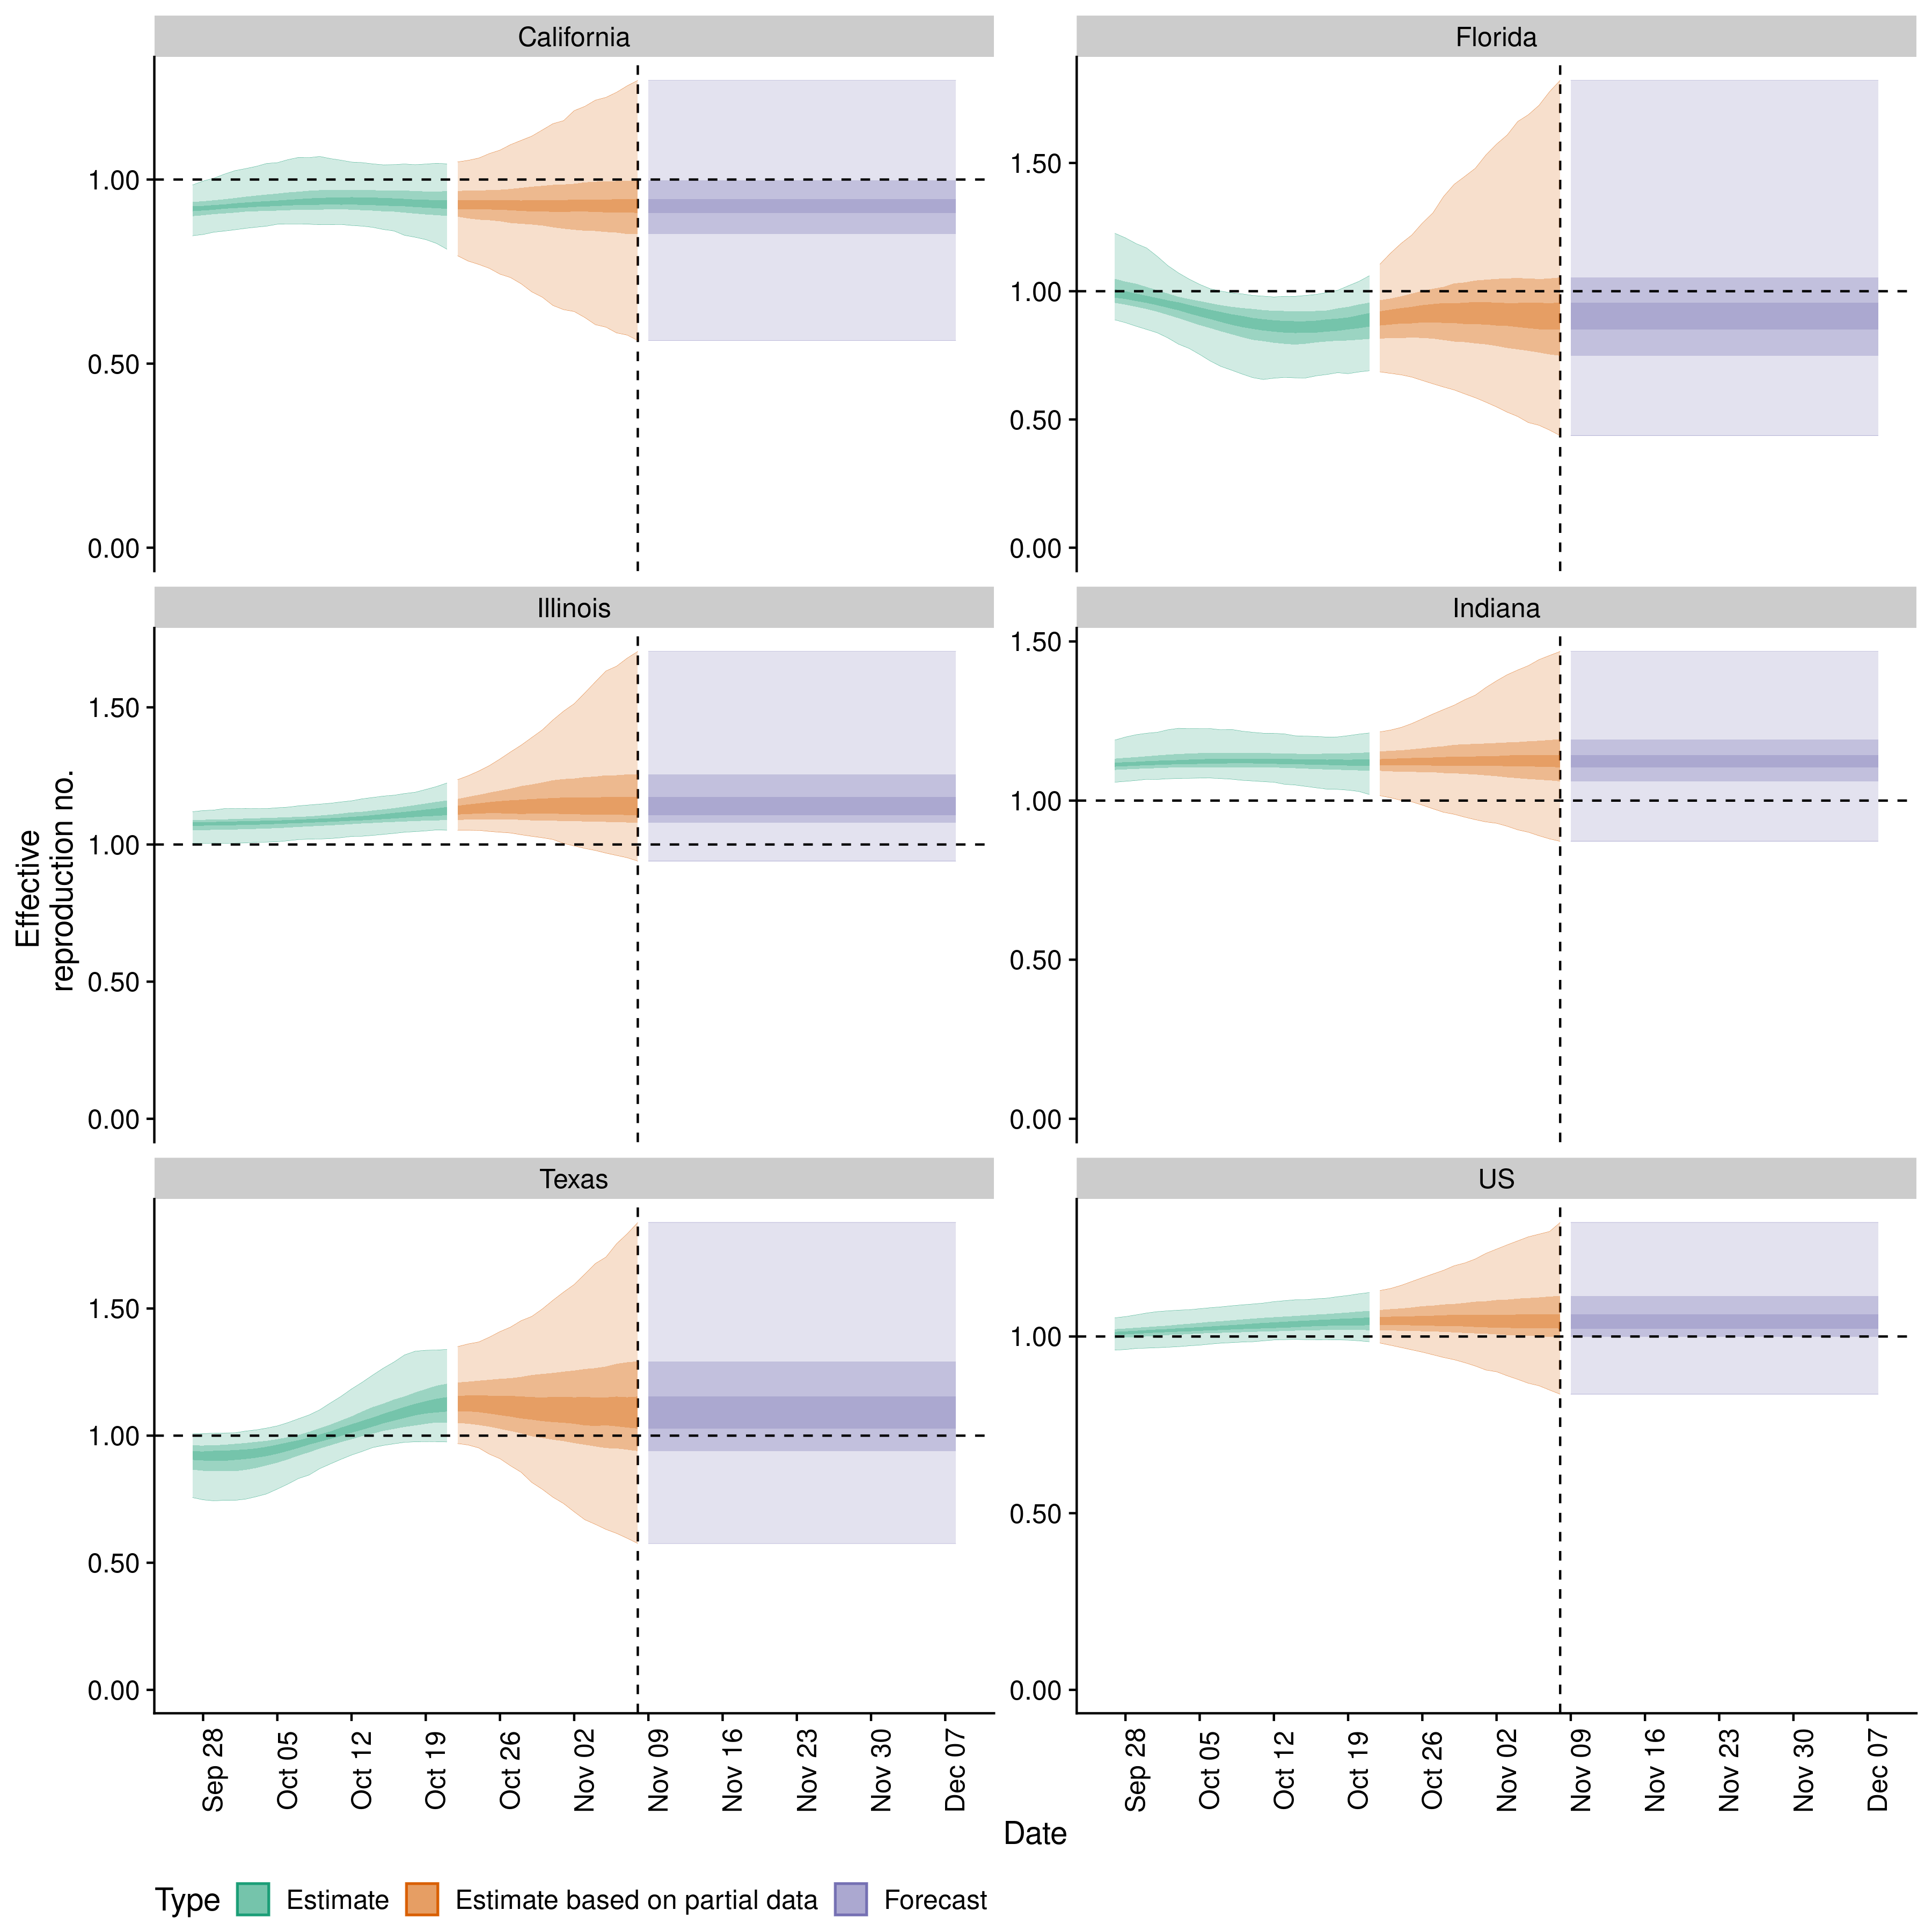 California
Florida
1.00
0.50
0.00
1.50
1.00
0.50
0.00
Illinois
Indiana
1.50
1.00
0.50
0.00
1.50
1.00
0.50
0.00
Effective
reproduction no.
Texas
US
1.50
1.00
0.50
0.00
1.00
0.50
0.00
Sep 28
Oct 05
Oct 12
Oct 19
Oct 26
Nov 02
Nov 09
Nov 16
Nov 23
Nov 30
Dec 07
Sep 28
Oct 05
Oct 12
Oct 19
Oct 26
Nov 02
Nov 09
Nov 16
Nov 23
Nov 30
Dec 07
Date
Type Estimate Estimate based on partial data Forecast